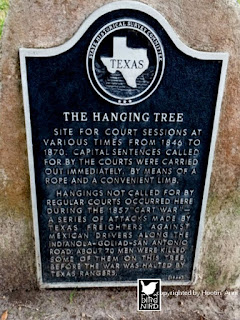 STATE HISTORICAL SURVEY COMMITTEE
TEXAS
THE HANGING TREE
SITE FOR COURT SESSIONS AT
VARIOUS TIMES FROM 1846 TO
1870. CAPITAL SENTENCES CALLED
FOR BY THE COURTS WERE CARRIED
OUT IMMEDIATELY, BY MEANS OF A
ROPE AND A CONVENIENT LIMB.
HANGINGS NOT CALLED FOR BY
REGULAR COURTS OCCURRED HERE
DURING THE 1857 "CART WAR" —
A SERIES OF ATTACKS MADE BY
TEXAS FREIGHTERS AGAINST
MEXICAN DRIVERS ALONG THE
INDIANOLA–GOLIAD–SAN ANTONIO
ROAD. ABOUT 70 MEN WERE KILLED,
SOME OF THEM ON THIS TREE,
BEFORE THE WAR WAS HALTED BY
TEXAS RANGERS.
Copyrighted by